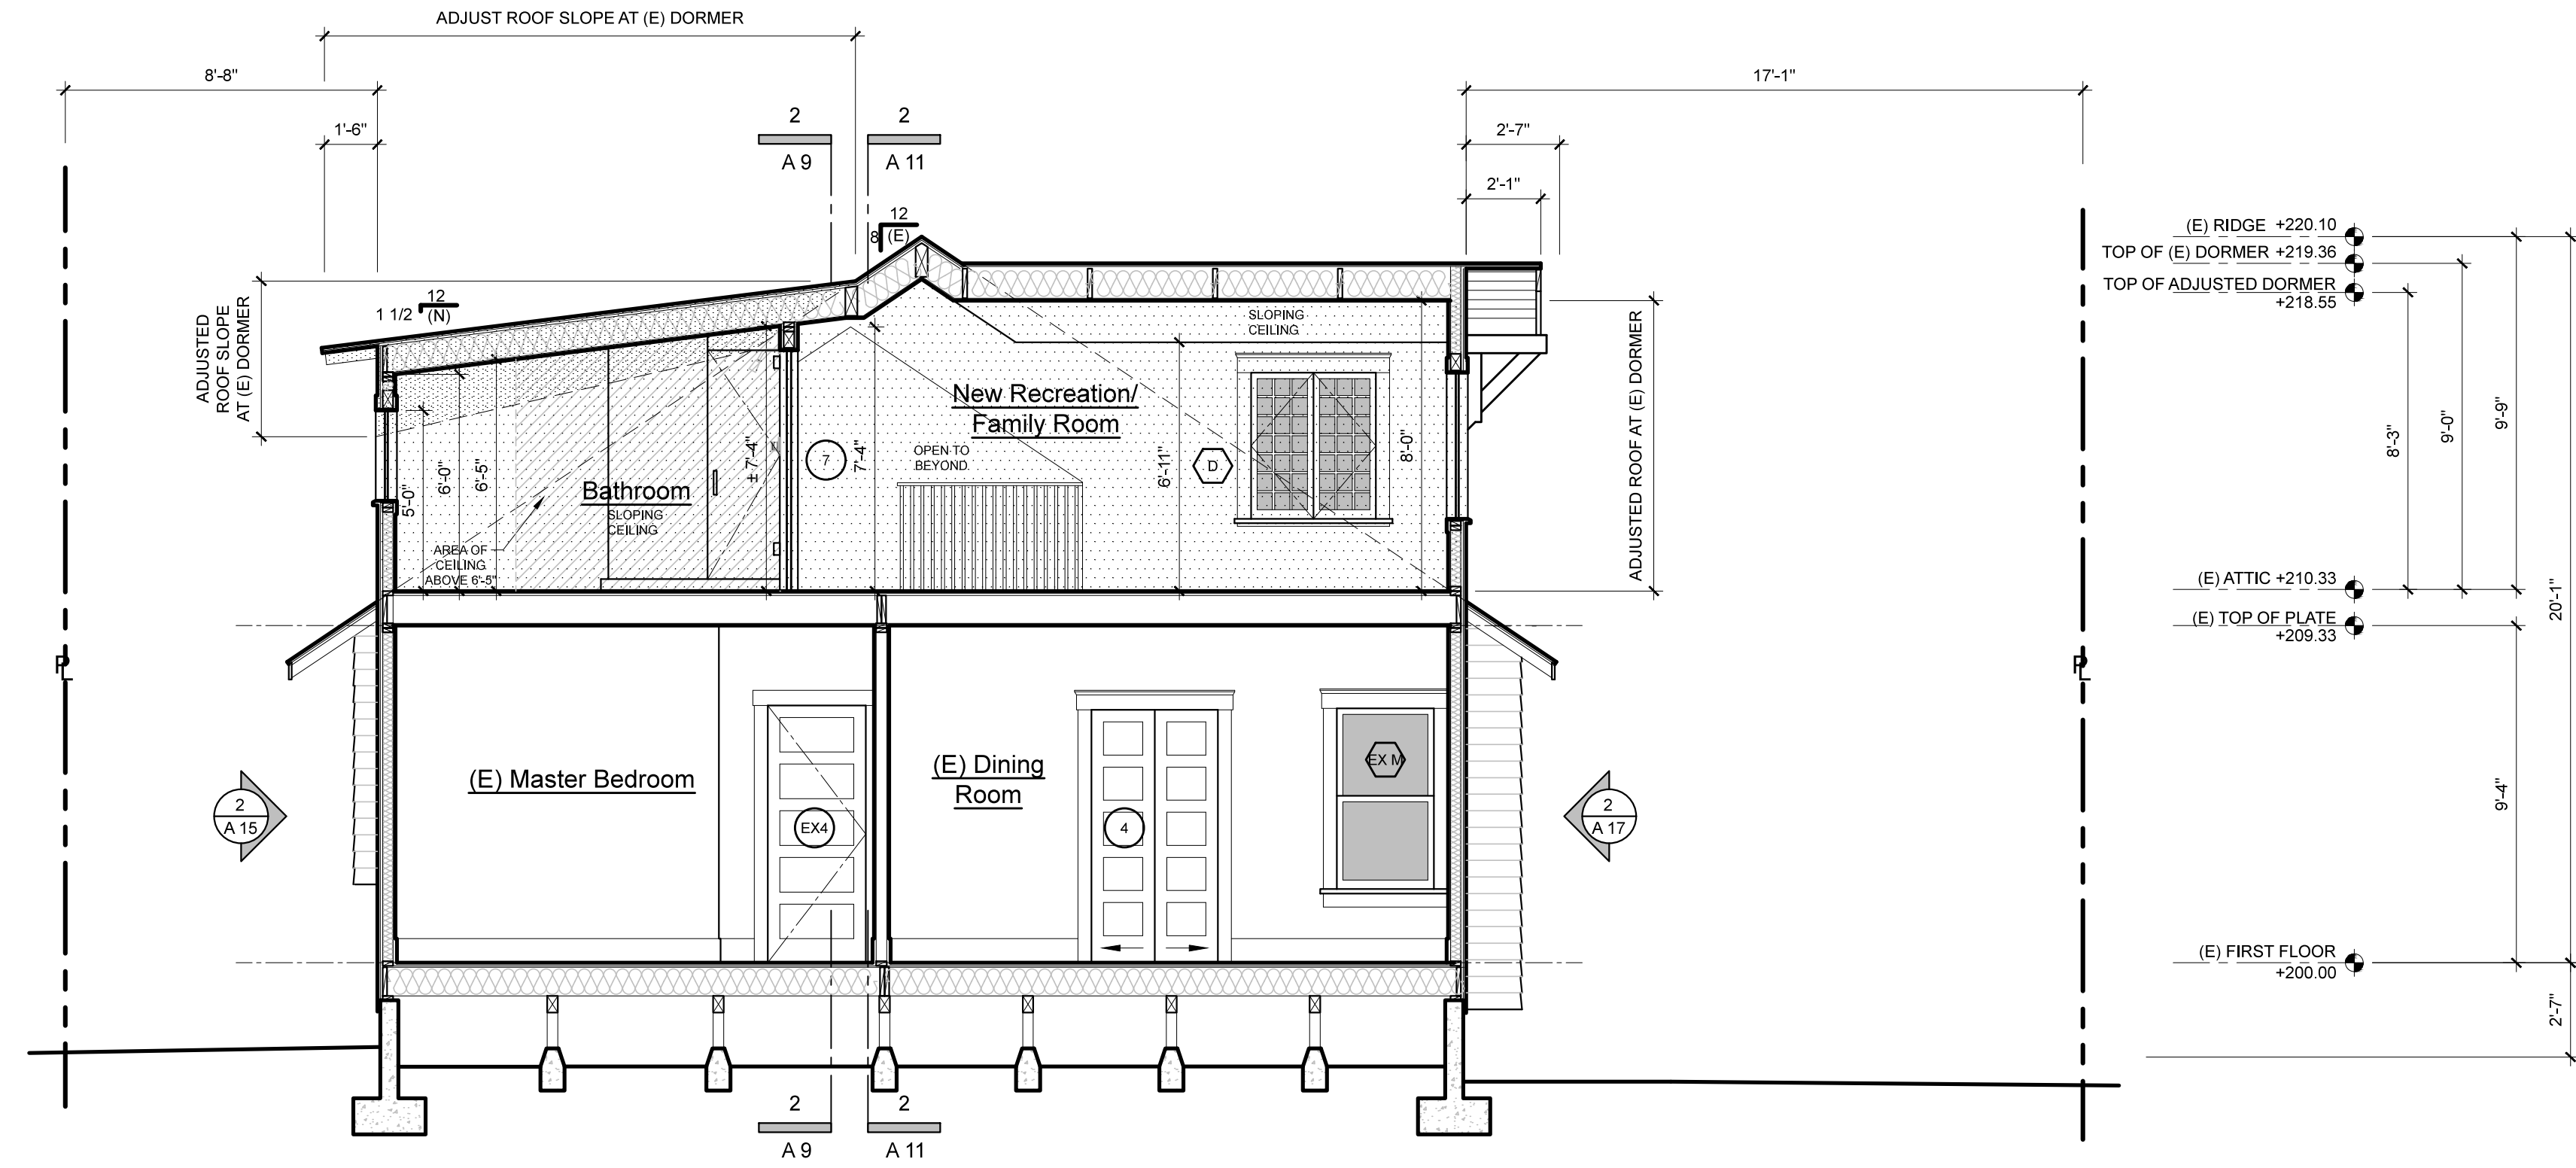 ADJUST ROOF SLOPE AT (E) DORMER
8'-8"
17'-1"
1'-6"
2'-7"
2'-1"
2
A 9
2
A 11
12
8
(E)
12
1 1/2
(N)
ADJUSTED
ROOF SLOPE
AT (E) DORMER
(E) RIDGE +220.10
TOP OF (E) DORMER +219.36
TOP OF ADJUSTED DORMER
+218.55
SLOPING
CEILING
New Recreation/
Family Room
OPEN TO
BEYOND
Bathroom
SLOPING
CEILING
AREA OF
CEILING
ABOVE 6'-5"
5'-0"
6'-0"
6'-5"
± 7'-4"
7
7'-4"
6'-11"
D
8'-0"
ADJUSTED ROOF AT (E) DORMER
8'-3"
9'-0"
9'-9"
20'-1"
(E) ATTIC +210.33
(E) TOP OF PLATE
+209.33
PL
PL
(E) Master Bedroom
(E) Dining
Room
EX M
EX4
4
2
A 15
2
A 17
9'-4"
(E) FIRST FLOOR
+200.00
2'-7"
2
A 9
2
A 11